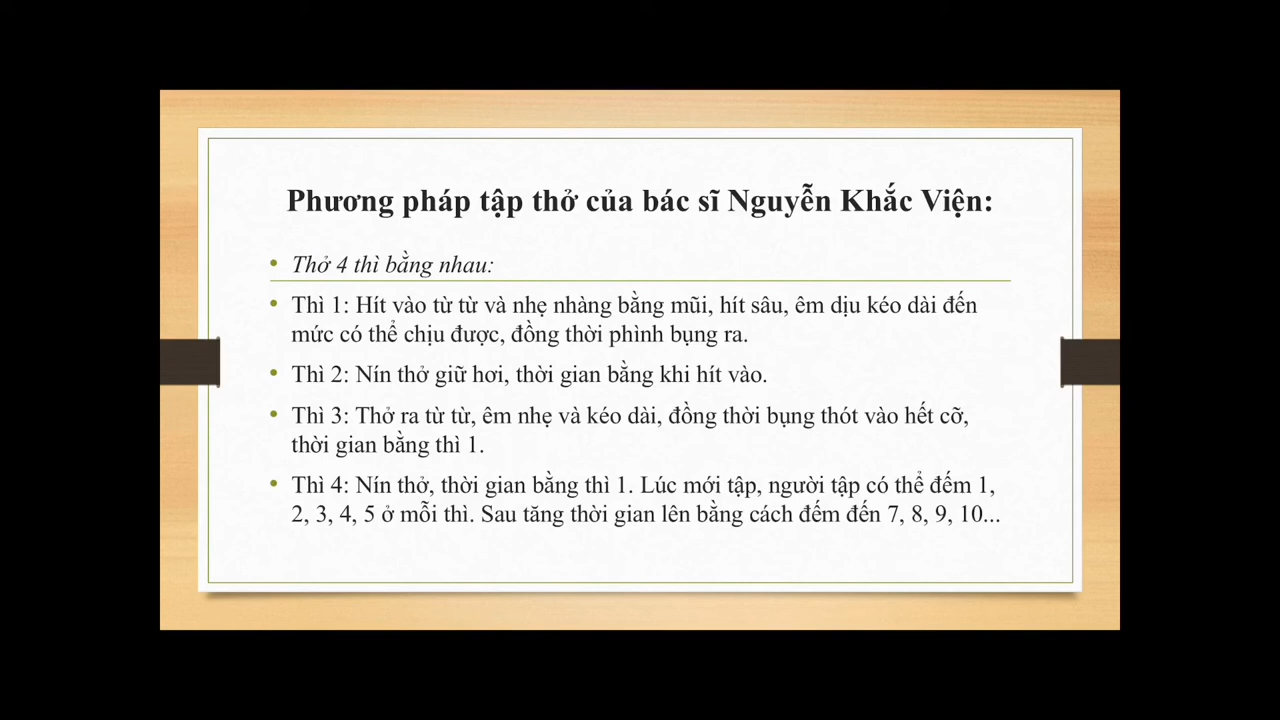 Phương pháp tập thở của bác sĩ Nguyễn Khắc Viện:
• Thở 4 thì bằng nhau:
• Thì 1: Hít vào từ từ và nhẹ nhàng bằng mũi, hít sâu, êm dịu kéo dài đến
mức có thể chịu được, đồng thời phình bụng ra.
• Thì 2: Nín thở giữ hơi, thời gian bằng khi hít vào.
• Thì 3: Thở ra từ từ, êm nhẹ và kéo dài, đồng thời bụng thót vào hết cỡ,
thời gian bằng thì 1.
• Thì 4: Nín thở, thời gian bằng thì 1. Lúc mới tập, người tập có thể đếm 1,
2, 3, 4, 5 ở mỗi thì. Sau tăng thời gian lên bằng cách đếm đến 7, 8, 9, 10...